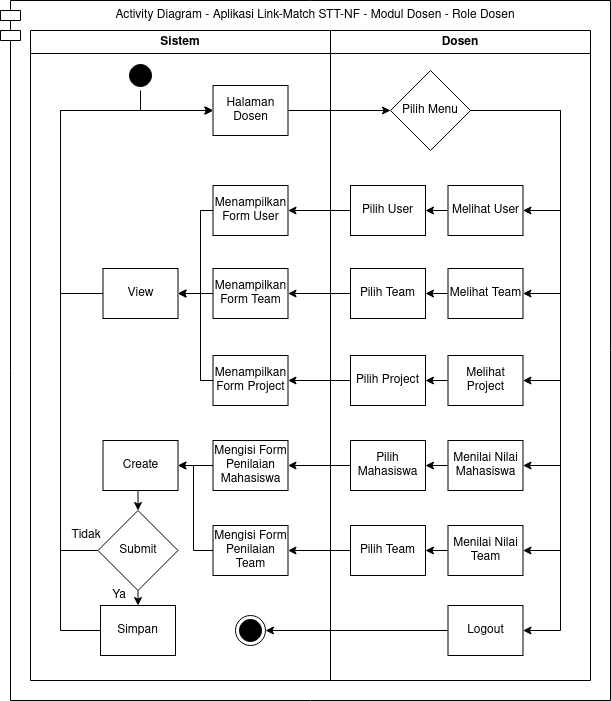 Activity Diagram - Aplikasi Link-Match STT-NF - Modul Dosen - Role Dosen
Sistem
Dosen
Halaman
Dosen
Pilih Menu
Menampilkan
Form User
Pilih User
Melihat User
View
Menampilkan
Form Team
Pilih Team
Melihat Team
Menampilkan
Form Project
Pilih Project
Melihat
Project
Create
Mengisi Form
Penilaian
Mahasiswa
Pilih
Mahasiswa
Menilai Nilai
Mahasiswa
Tidak
Submit
Mengisi Form
Penilaian
Team
Pilih Team
Menilai Nilai
Team
Ya
Simpan
Logout